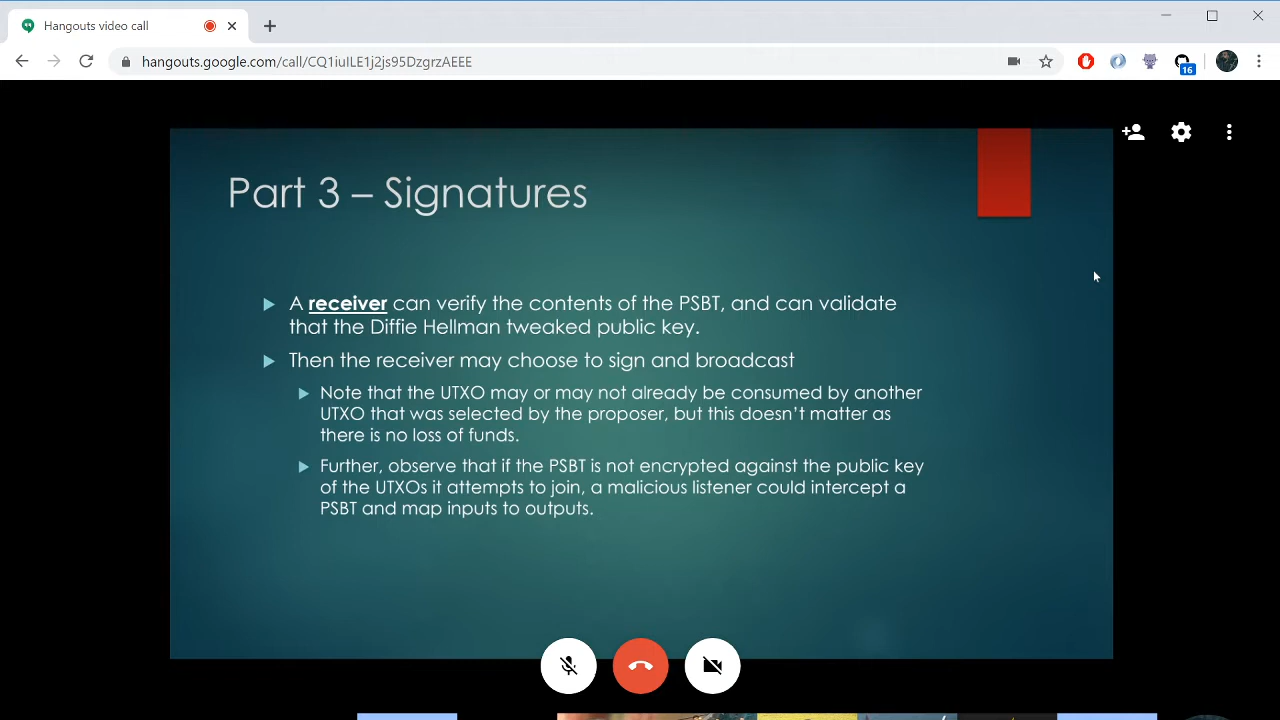 Hangouts video call
hangouts.google.com/call/CQ1iuILE1j2js95DzgrzAEEE
16
Part 3 – Signatures
A receiver can verify the contents of the PSBT, and can validate
that the Diffie Hellman tweaked public key.
Then the receiver may choose to sign and broadcast
Note that the UTXO may or may not already be consumed by another
UTXO that was selected by the proposer, but this doesn't matter as
there is no loss of funds.
Further, observe that if the PSBT is not encrypted against the public key
of the UTXOs it attempts to join, a malicious listener could intercept a
PSBT and map inputs to outputs.